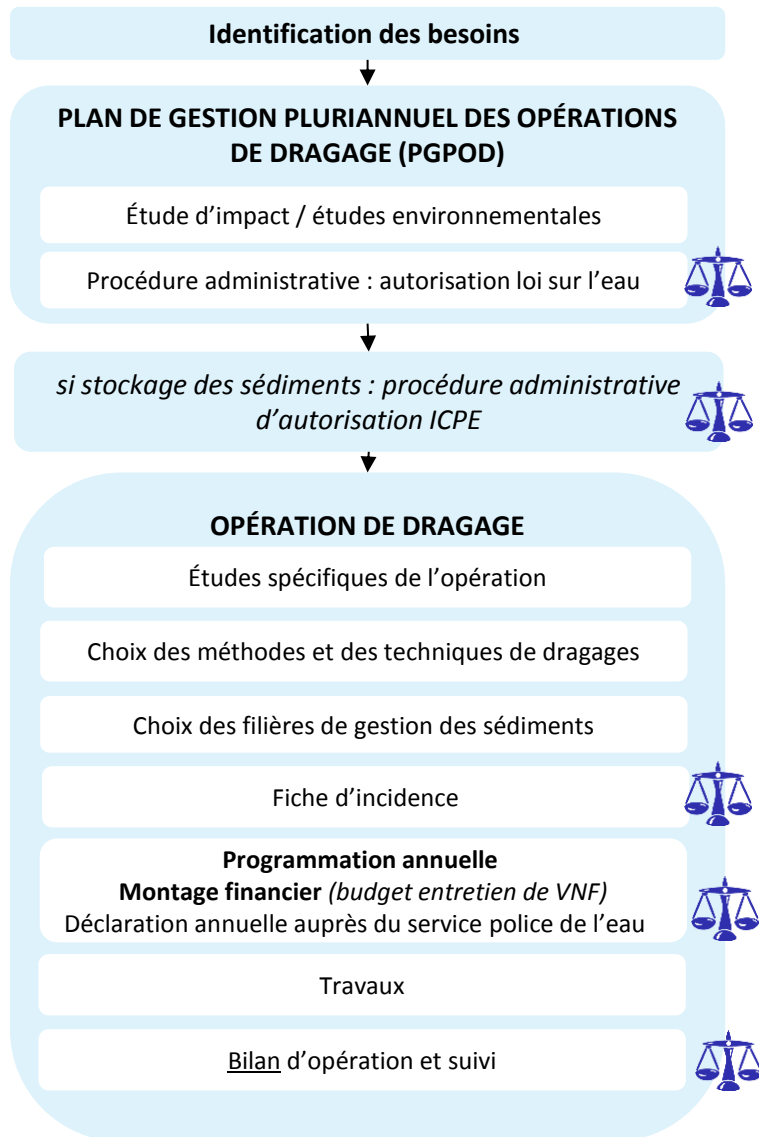 Identification des besoins
PLAN DE GESTION PLURIANNUEL DES OPÉRATIONS
DE DRAGAGE (PGPOD)
Étude d’impact / études environnementales
Procédure administrative : autorisation loi sur l’eau
si stockage des sédiments : procédure administrative
d’autorisation ICPE
OPÉRATION DE DRAGAGE
Études spécifiques de l’opération
Choix des méthodes et des techniques de dragages
Choix des filières de gestion des sédiments
Fiche d’incidence
Programmation annuelle
Montage financier (budget entretien de VNF)
Déclaration annuelle auprès du service police de l’eau
Travaux
Bilan d’opération et suivi